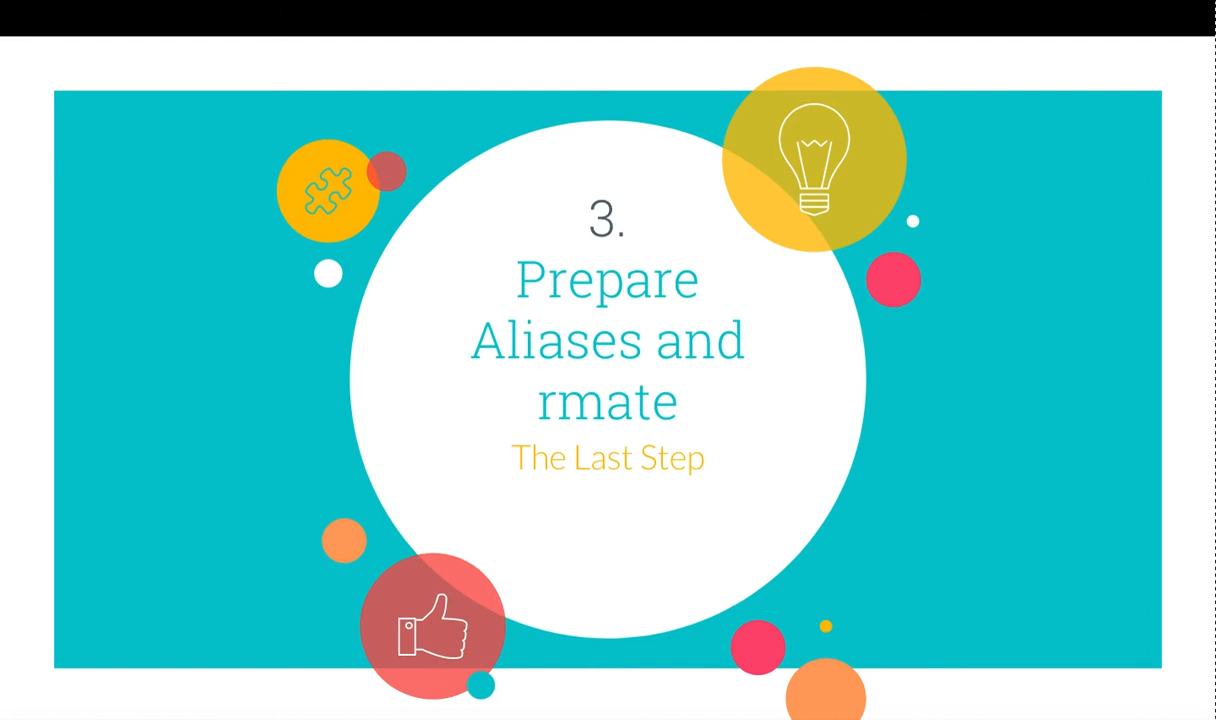 3.
Prepare
Aliases and
rmate
The Last Step